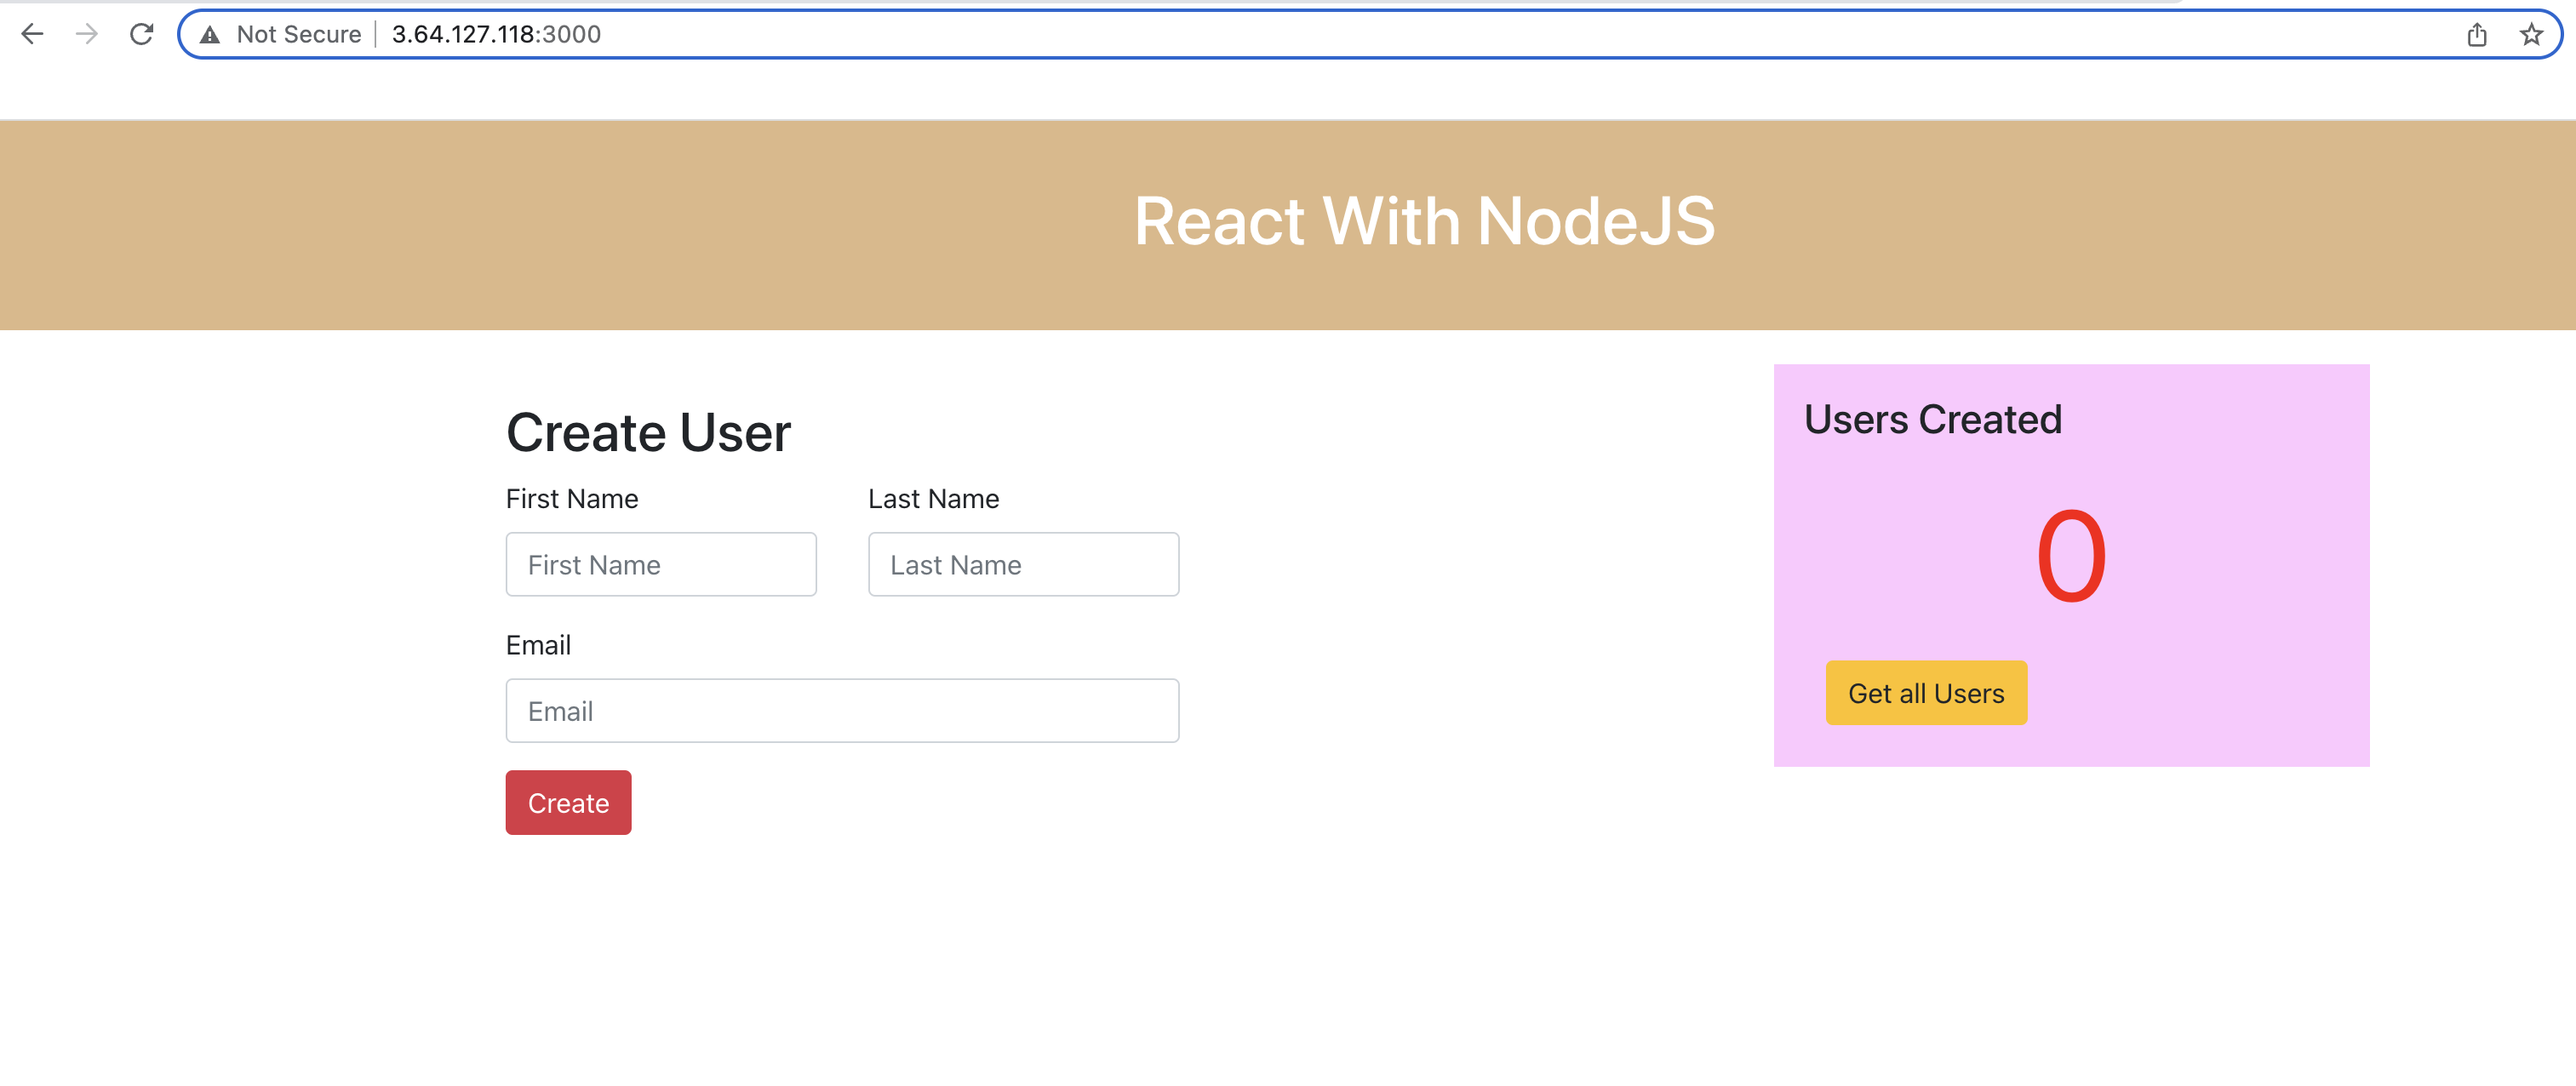 Not Secure 3.64.127.118:3000
React With NodeJS
Create User
First Name Last Name
First Name Last Name
Email
Email
Create
Users Created
0
Get all Users